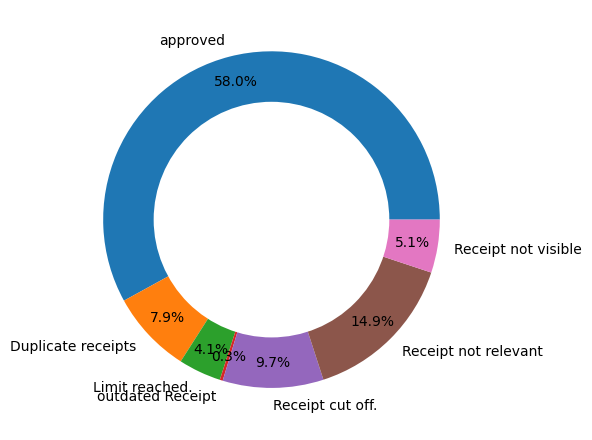 approved
58.0%
5.1%
Receipt not visible
7.9%
14.9%
Duplicate receipts
4.1%
0.3%
9.7%
Receipt not relevant
Limit reached.
outdated Receipt
Receipt cut off.